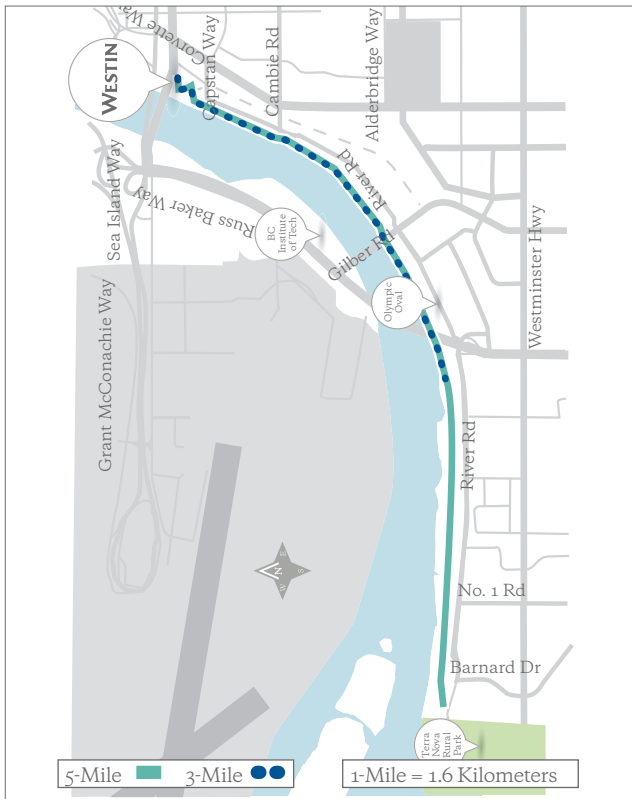 Corvette Way
WESTIN
Capstan Way
Cambie Rd
Alderbridge Way
River Rd
Sea Island Way
Russ Baker Way
BC
Institute
of Tech
Gilber Rd
Olympic
Oval
Westminster Hwy
Grant McConachie Way
River Rd
N
E
S
W
No. 1 Rd
Barnard Dr
Terra
Nova
Rural
Park
5-Mile
3-Mile
1-Mile = 1.6 Kilometers